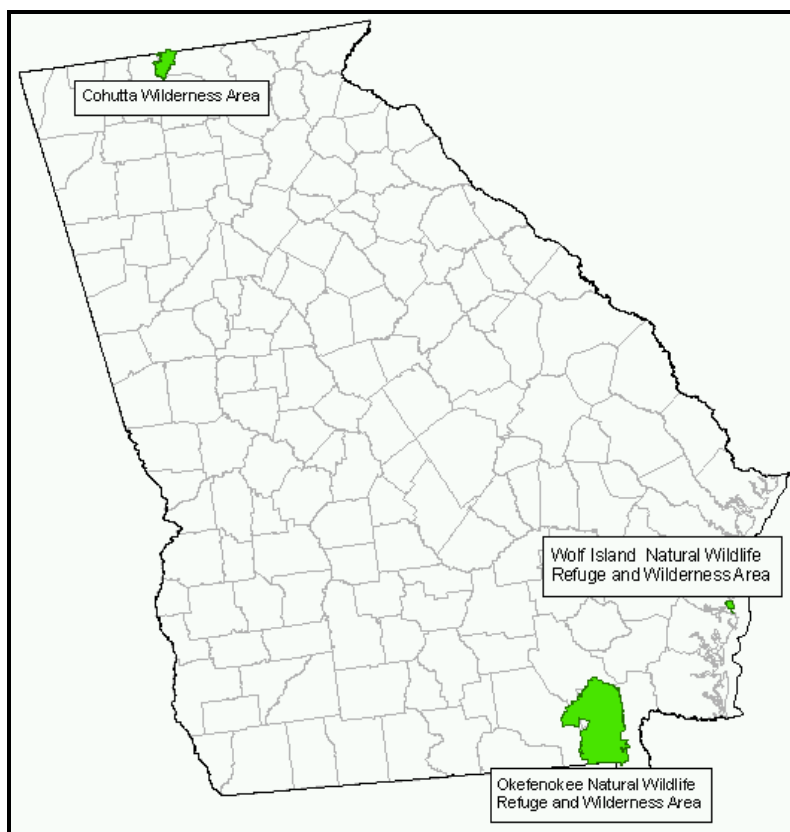 Cohutta Wilderness Area
Wolf Island Natural Wildlife
Refuge and Wilderness Area
Okefenokee Natural Wildlife
Refuge and Wilderness Area